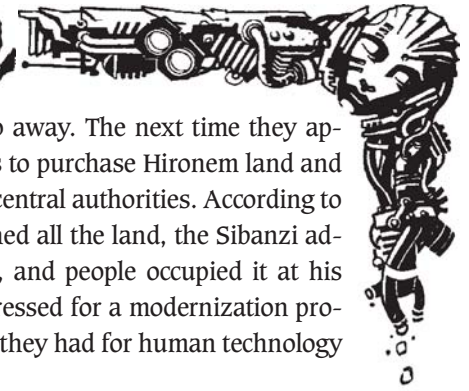 away. The next time they ap-
to purchase Hironem land and
central authorities. According to
all the land, the Sibanzi ad-
and people occupied it at his
for a modernization pro-
they had for human technology